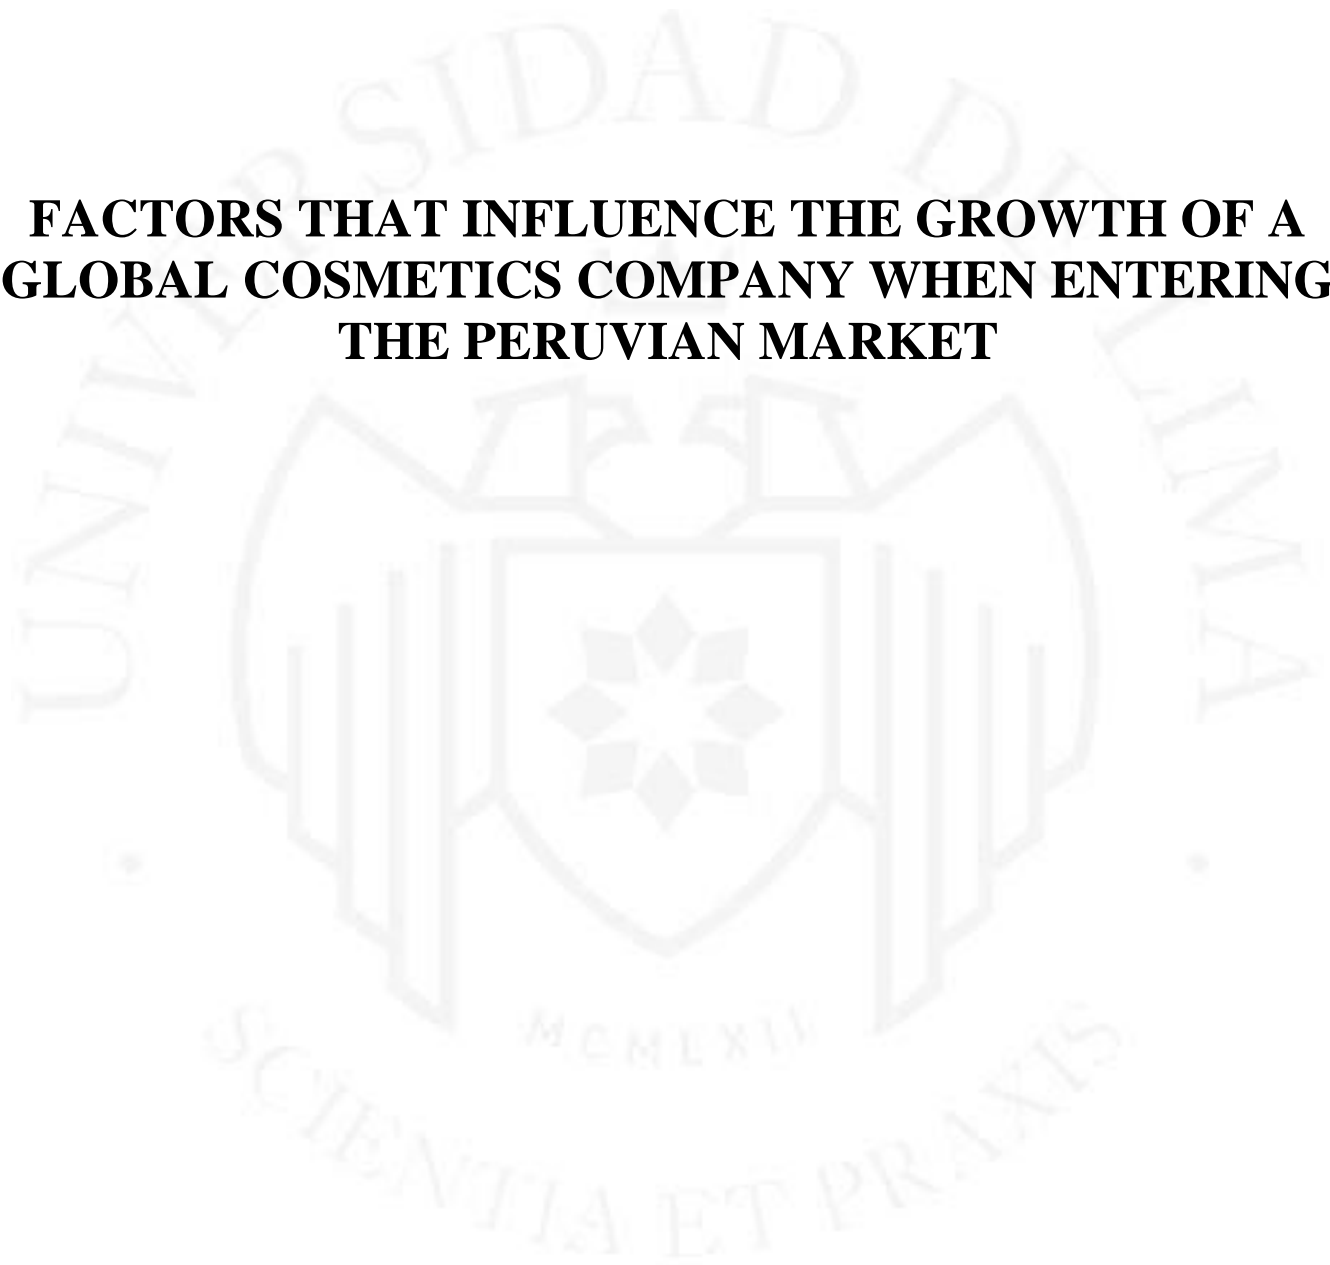 UNIVERSIDAD DE LIMA
FACTORS THAT INFLUENCE THE GROWTH OF A
GLOBAL COSMETICS COMPANY WHEN ENTERING
THE PERUVIAN MARKET
MCMLXII
SCIENTIA ET PRAXIS